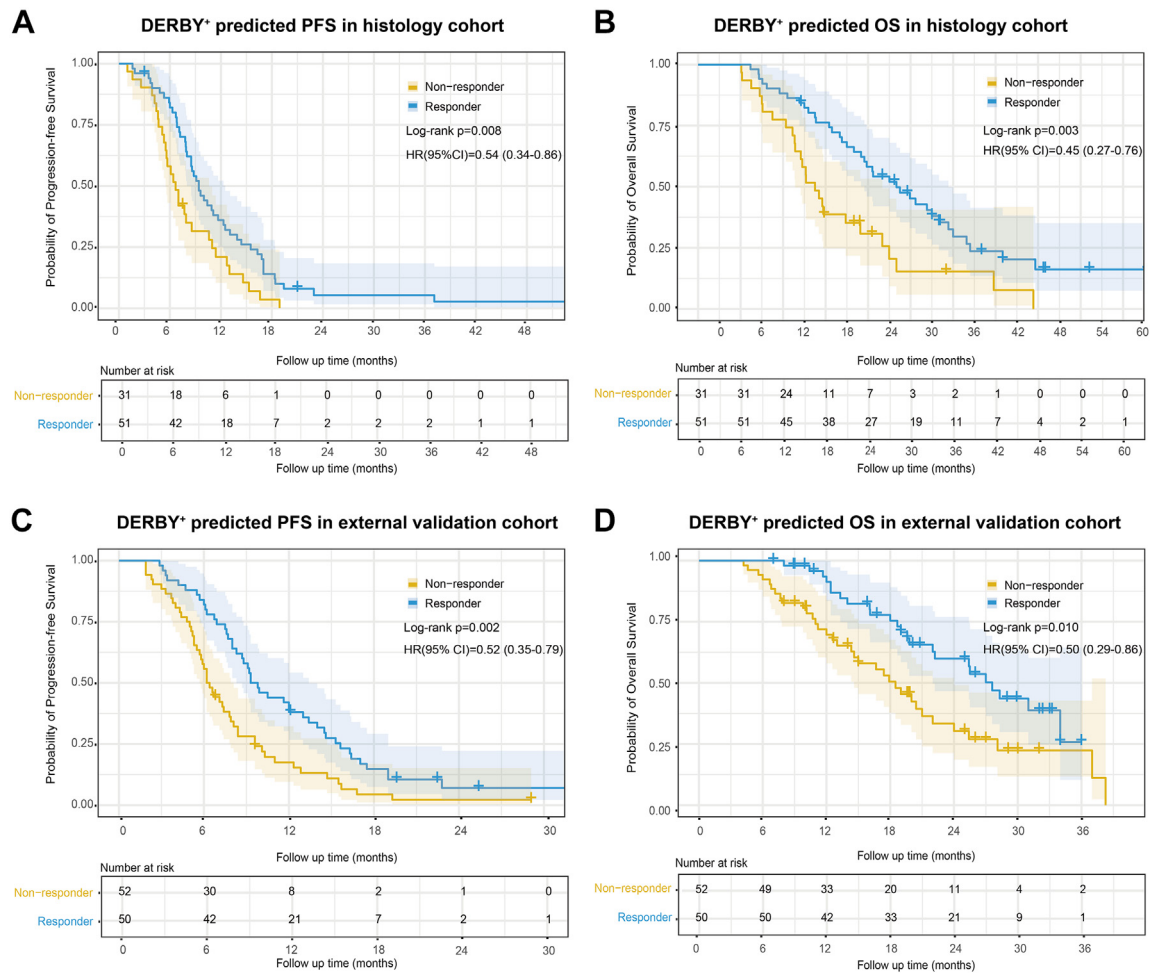 A
DERBY⁺ predicted PFS in histology cohort
Probability of Progression-free Survival
1.00
0.75
0.50
0.25
0.00
Non−responder
Responder
Log-rank p=0.008
HR(95%CI)=0.54 (0.34-0.86)
0 6 12 18 24 30 36 42 48
Follow up time (months)
Number at risk
Non−responder 31 18 6 1 0 0 0 0 0
Responder 51 42 18 7 2 2 2 1 1
0 6 12 18 24 30 36 42 48
Follow up time (months)
B
DERBY⁺ predicted OS in histology cohort
Probability of Overall Survival
1.00
0.75
0.50
0.25
0.00
Non−responder
Responder
Log-rank p=0.003
HR(95% CI)=0.45 (0.27-0.76)
0 6 12 18 24 30 36 42 48 54 60
Follow up time (months)
Number at risk
Non−responder 31 31 24 11 7 3 2 1 0 0 0
Responder 51 51 45 38 27 19 11 7 4 2 1
0 6 12 18 24 30 36 42 48 54 60
Follow up time (months)
C
DERBY⁺ predicted PFS in external validation cohort
Probability of Progression-free Survival
1.00
0.75
0.50
0.25
0.00
Non−responder
Responder
Log-rank p=0.002
HR(95% CI)=0.52 (0.35-0.79)
0 6 12 18 24 30
Follow up time (months)
Number at risk
Non−responder 52 30 8 2 1 0
Responder 50 42 21 7 2 1
0 6 12 18 24 30
Follow up time (months)
D
DERBY⁺ predicted OS in external validation cohort
Probability of Overall Survival
1.00
0.75
0.50
0.25
0.00
Non−responder
Responder
Log-rank p=0.010
HR(95% CI)=0.50 (0.29-0.86)
0 6 12 18 24 30 36
Follow up time (months)
Number at risk
Non−responder 52 49 33 20 11 4 2
Responder 50 50 42 33 21 9 1
0 6 12 18 24 30 36
Follow up time (months)